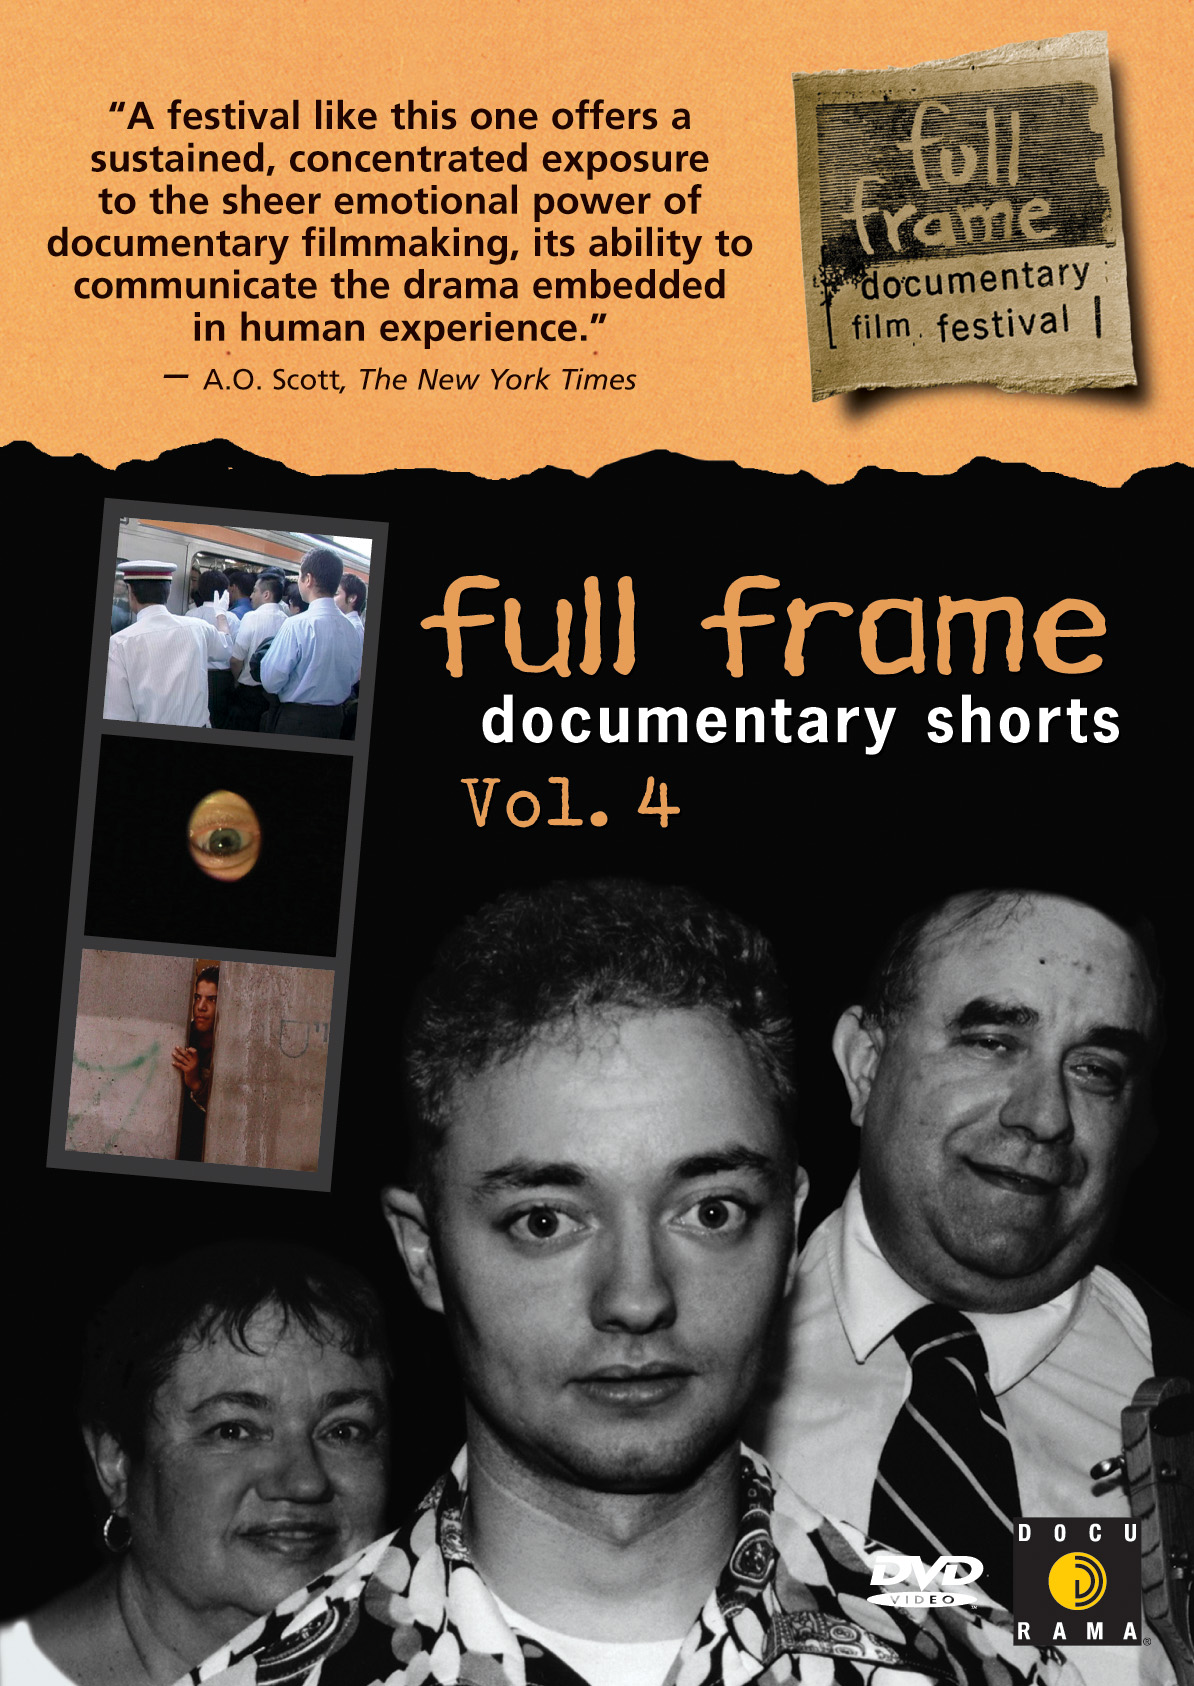 “A festival like this one offers a
sustained, concentrated exposure
to the sheer emotional power of
documentary filmmaking, its ability to
communicate the drama embedded
in human experience.”
— A.O. Scott, The New York Times
full
frame
documentary
film festival
full frame
documentary shorts
Vol. 4
DVD
VIDEO
DOCU
RAMA®